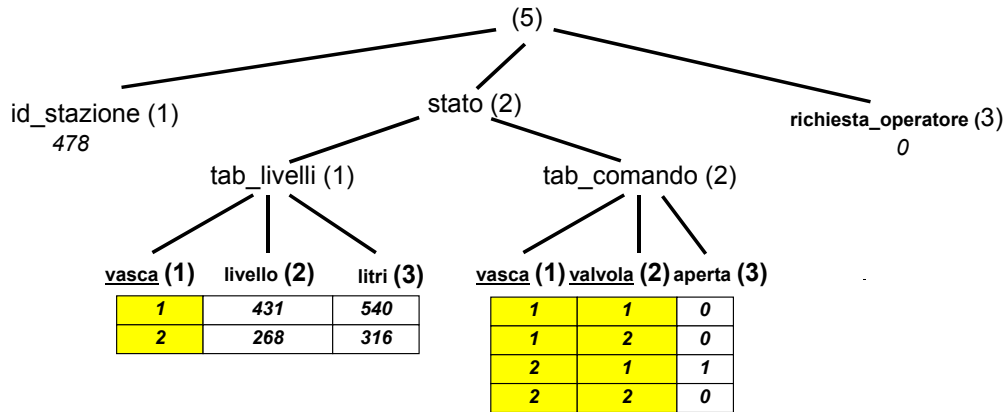 (5)
id_stazione (1)
478
stato (2)
richiesta_operatore (3)
0
tab_livelli (1)
tab_comando (2)
vasca (1) livello (2) litri (3)
1 431 540
2 268 316
vasca (1) valvola (2) aperta (3)
1 1 0
1 2 0
2 1 1
2 2 0